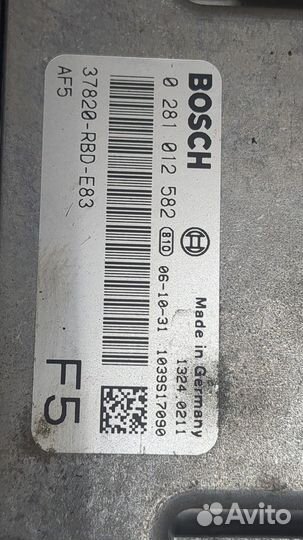 BOSCH
0 281 012 582
B10
06-10-31
1039S17090
Made in Germany
1324.0211
37820-RBD-E83
AF5
F5
Avito